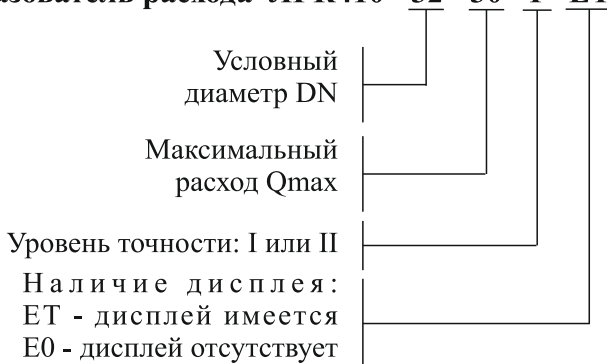 Условный
диаметр DN
Максимальный
расход Qmax
Уровень точности: I или II
Наличие дисплея:
ЕТ - дисплей имеется
Е0 - дисплей отсутствует